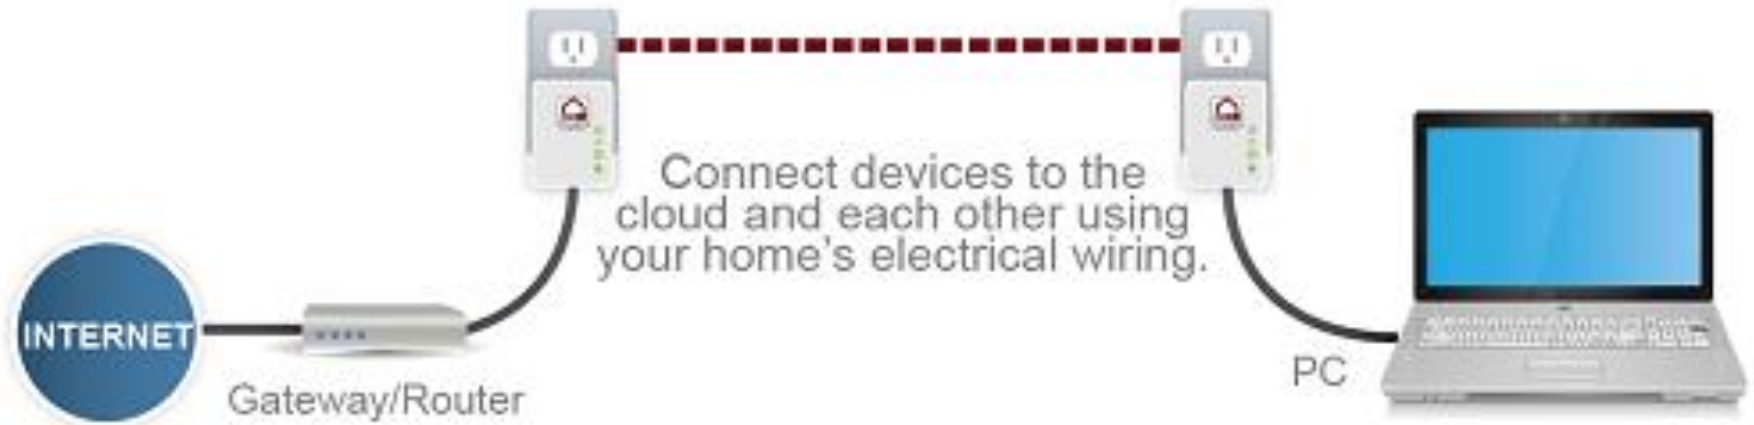 Connect devices to the
cloud and each other using
your home's electrical wiring.
INTERNET
Gateway/Router
PC